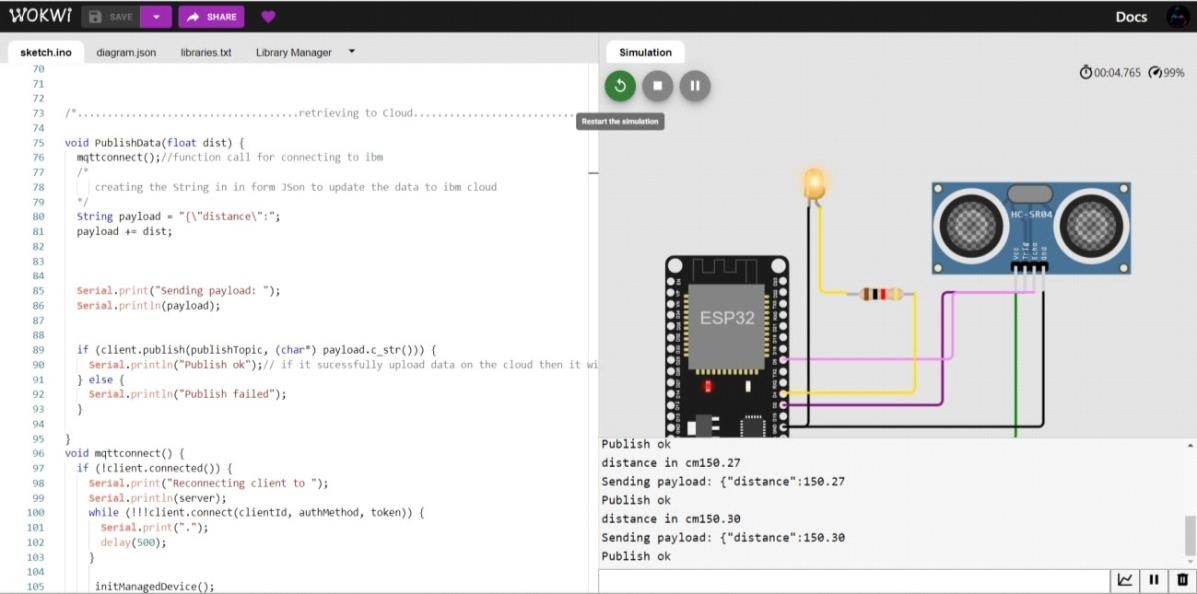 WOKWI SAVE SHARE Docs
sketch.ino diagram.json libraries.txt Library Manager
Simulation
00:04.765 99%
Restart the simulation
70
71
72
73 /*.....................................retrieving to Cloud...........................
74
75 void PublishData(float dist) {
76 mqttconnect();//function call for connecting to ibm
77 /*
78 creating the String in in form JSon to update the data to ibm cloud
79 */
80 String payload = "{\"distance\":";
81 payload += dist;
82
83
84
85 Serial.print("Sending payload: ");
86 Serial.println(payload);
87
88
89 if (client.publish(publishTopic, (char*) payload.c_str())) {
90 Serial.println("Publish ok");// if it sucessfully upload data on the cloud then it wi
91 } else {
92 Serial.println("Publish failed");
93 }
94
95 }
96 void mqttconnect() {
97 if (!client.connected()) {
98 Serial.print("Reconnecting client to ");
99 Serial.println(server);
100 while (!!!client.connect(clientId, authMethod, token)) {
101 Serial.print(".");
102 delay(500);
103 }
104
105 initManagedDevice();
HC-SR04
Vcc
Trig
Echo
Gnd
ESP32
Publish ok
distance in cm150.27
Sending payload: {"distance":150.27
Publish ok
distance in cm150.30
Sending payload: {"distance":150.30
Publish ok